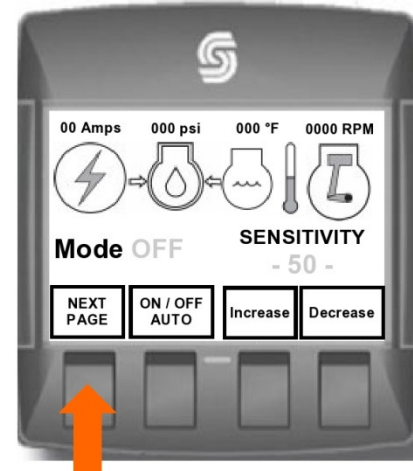 00 Amps 000 psi 000 °F 0000 RPM
Mode OFF
SENSITIVITY
- 50 -
NEXT
PAGE
ON / OFF
AUTO
Increase
Decrease